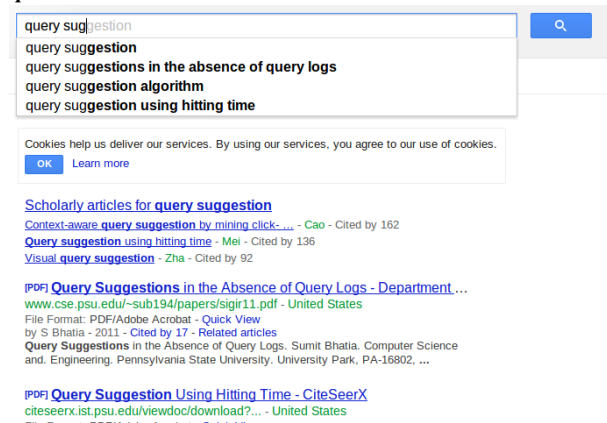 query suggestion
query suggestion
query suggestions in the absence of query logs
query suggestion algorithm
query suggestion using hitting time
Cookies help us deliver our services. By using our services, you agree to our use of cookies.
OK Learn more
Scholarly articles for query suggestion
Context-aware query suggestion by mining click- ... - Cao - Cited by 162
Query suggestion using hitting time - Mei - Cited by 136
Visual query suggestion - Zha - Cited by 92
[PDF] Query Suggestions in the Absence of Query Logs - Department ...
www.cse.psu.edu/~sub194/papers/sigir11.pdf - United States
File Format: PDF/Adobe Acrobat - Quick View
by S Bhatia - 2011 - Cited by 17 - Related articles
Query Suggestions in the Absence of Query Logs. Sumit Bhatia. Computer Science
and. Engineering. Pennsylvania State University. University Park, PA-16802, ...
[PDF] Query Suggestion Using Hitting Time - CiteSeerX
citeseerx.ist.psu.edu/viewdoc/download?... - United States